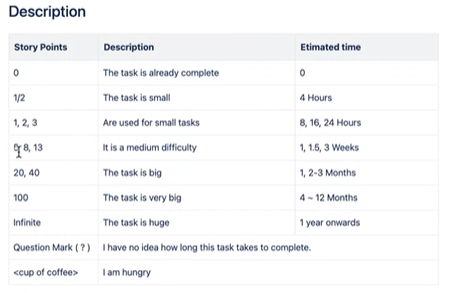 Description
Story Points Description Etimated time
0 The task is already complete 0
1/2 The task is small 4 Hours
1, 2, 3 Are used for small tasks 8, 16, 24 Hours
8, 13 It is a medium difficulty 1, 1.5, 3 Weeks
20, 40 The task is big 1, 2-3 Months
100 The task is very big 4 ~ 12 Months
Infinite The task is huge 1 year onwards
Question Mark ( ? ) I have no idea how long this task takes to complete.
<cup of coffee> I am hungry